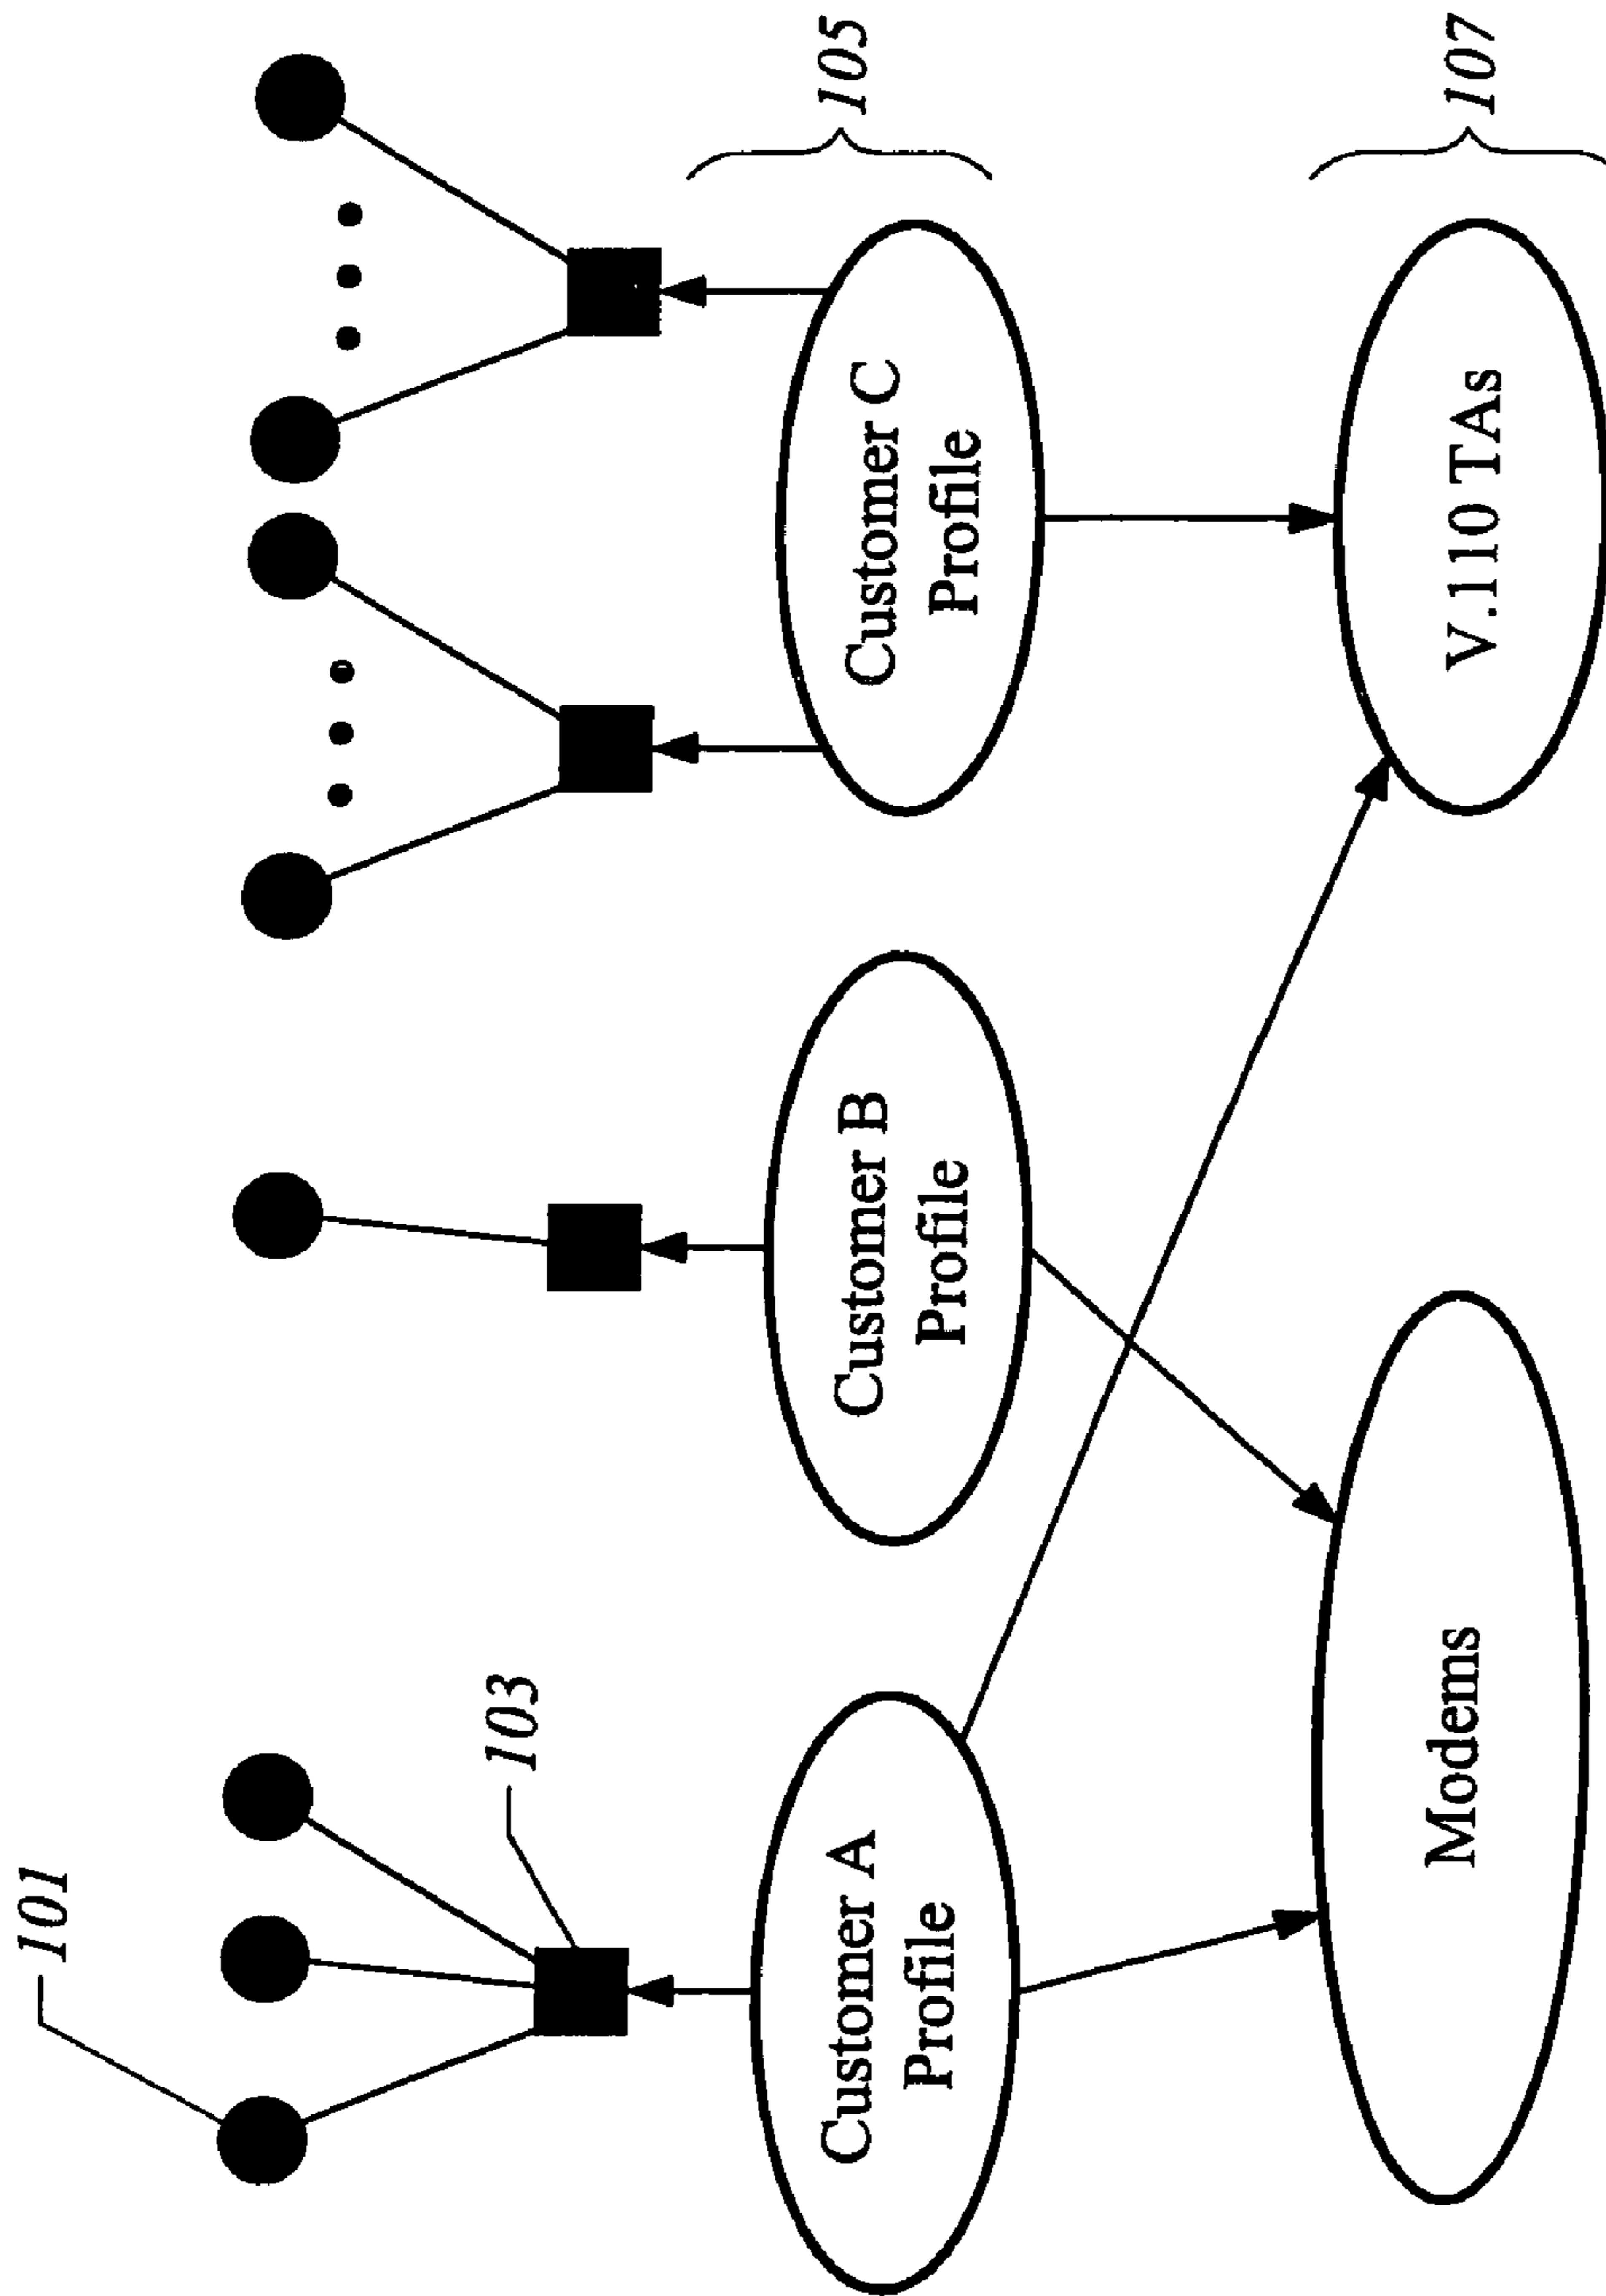 101
103
Customer A
Profile
Customer B
Profile
Customer C
Profile
105
Modems
V.110 TAs
107